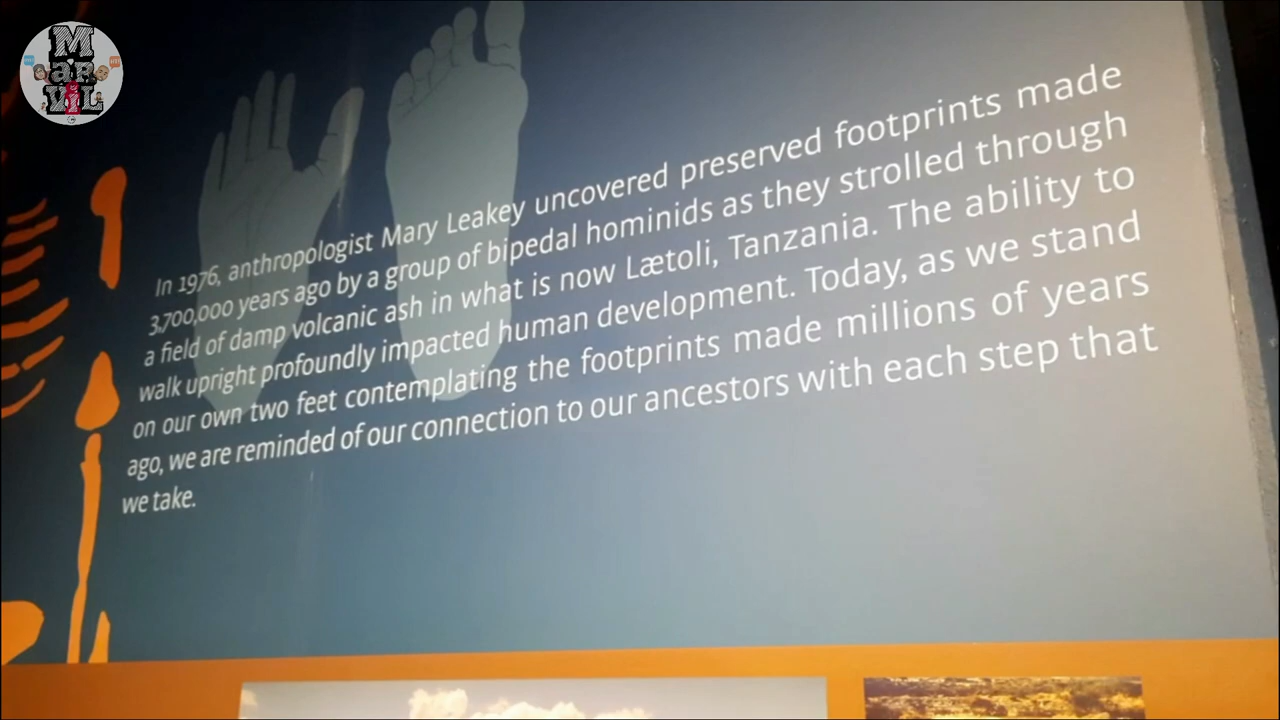 MarViL
In 1976, anthropologist Mary Leakey uncovered preserved footprints made
3,700,000 years ago by a group of bipedal hominids as they strolled through
a field of damp volcanic ash in what is now Lætoli, Tanzania. The ability to
walk upright profoundly impacted human development. Today, as we stand
on our own two feet contemplating the footprints made millions of years
ago, we are reminded of our connection to our ancestors with each step that
we take.